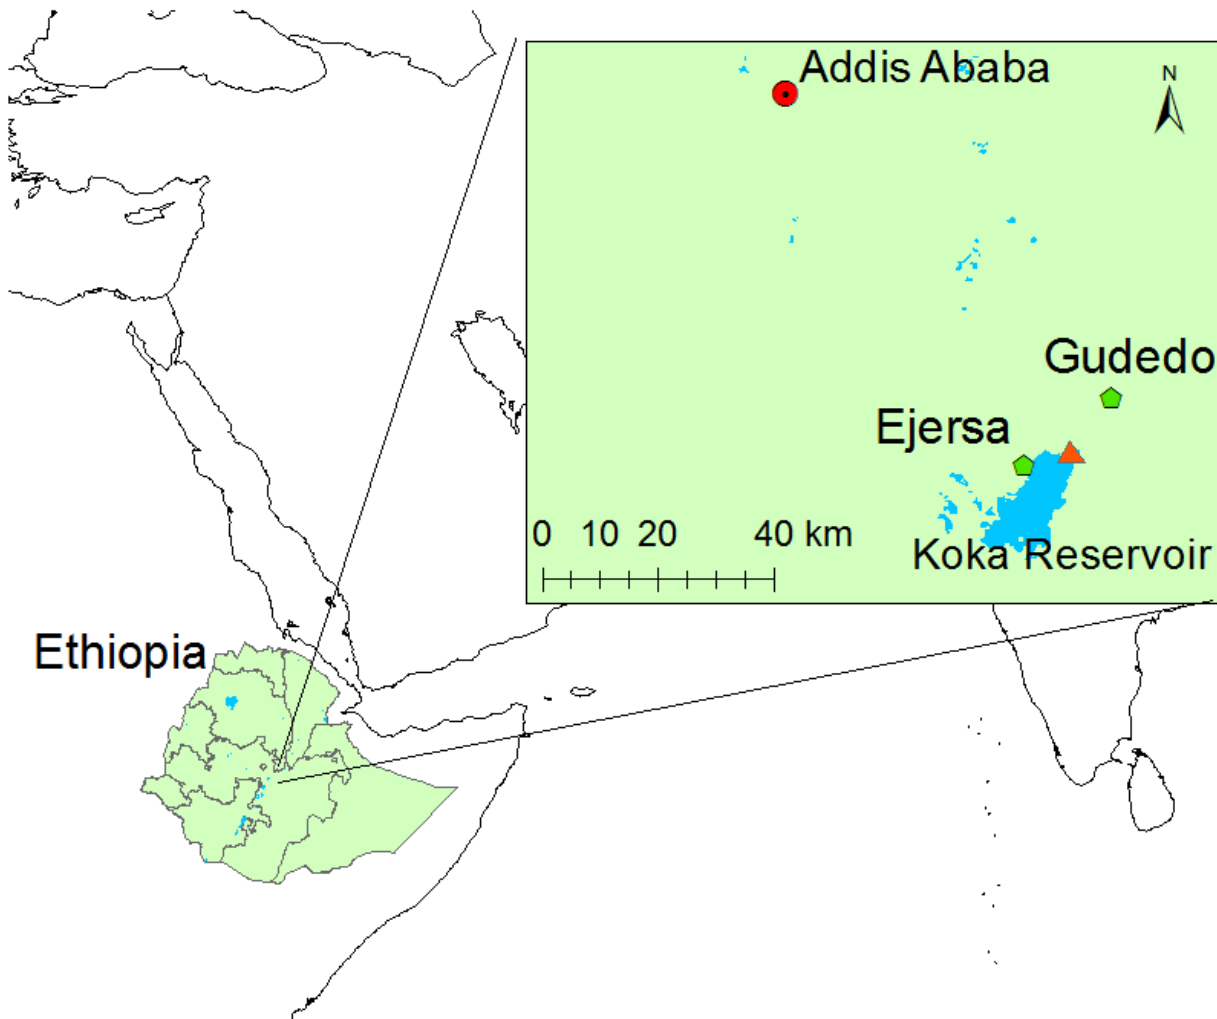 Addis Ababa
N
Gudedo
Ejersa
0 10 20 40 km
Koka Reservoir
Ethiopia